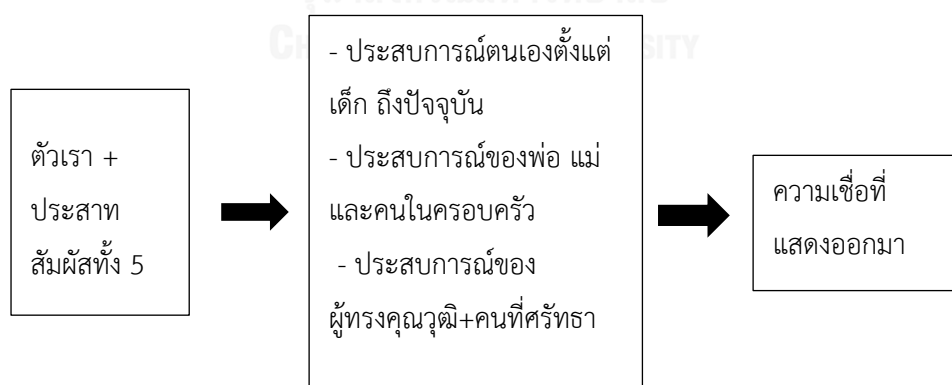 ตัวเรา +
ประสาท
สัมผัสทั้ง 5
- ประสบการณ์ตนเองตั้งแต่
เด็ก ถึงปัจจุบัน
- ประสบการณ์ของพ่อ แม่
และคนในครอบครัว
- ประสบการณ์ของ
ผู้ทรงคุณวุฒิ+คนที่ศรัทธา
ความเชื่อที่
แสดงออกมา